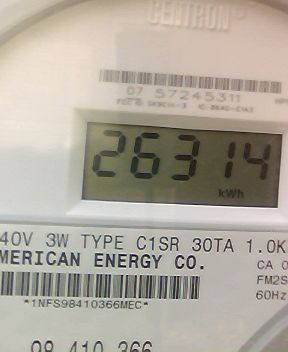 CENTRON®
07 57245311
26314
kWh
40V 3W TYPE C1SR 30TA 1.0K
MERICAN ENERGY CO.
CA 0
FM2S
60Hz
*1NFS98410366MEC*
98 410 366